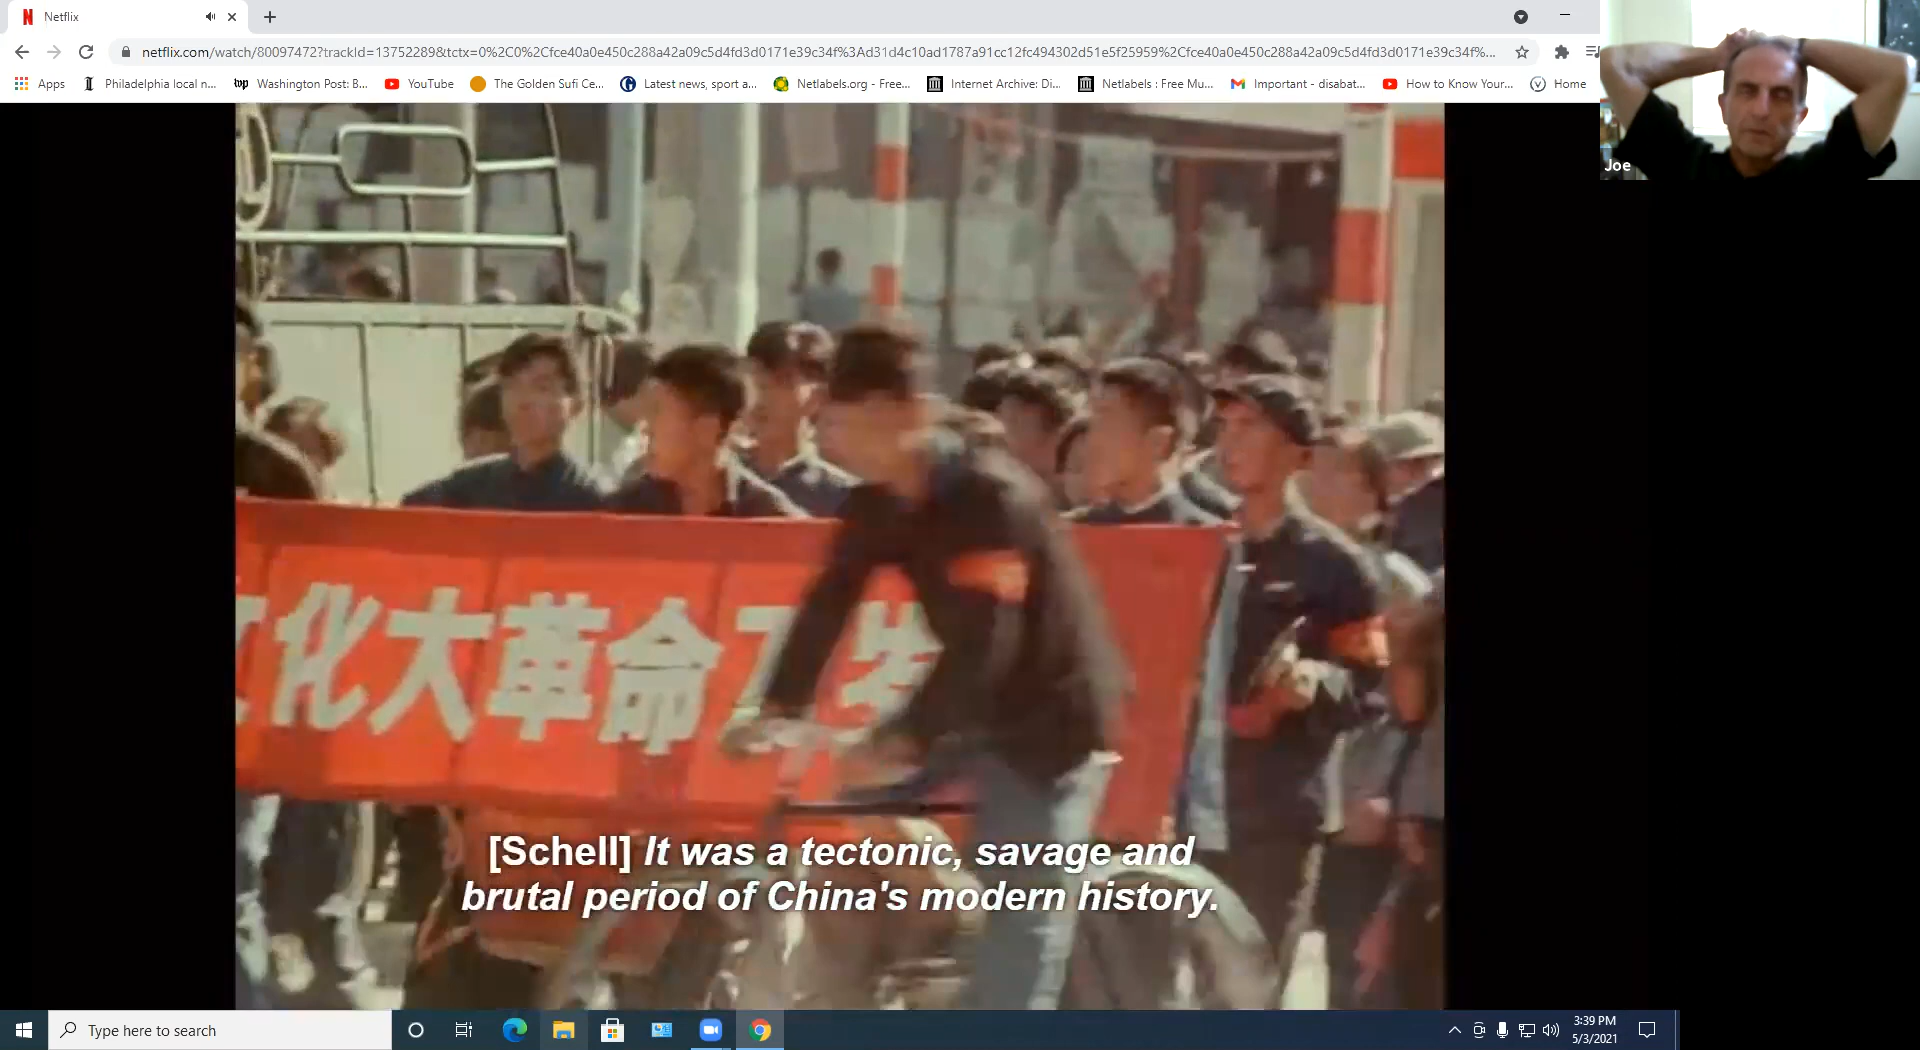 Netflix
netflix.com/watch/80097472?trackId=13752289&tctx=0%2C0%2Cfce40a0e450c288a42a09c5d4fd3d0171e39c34f%3Ad31d4c10ad1787a91cc12fc494302d51e5f25959%2Cfce40a0e450c288a42a09c5d4fd3d0171e39c34f%...
Apps
Philadelphia local n...
wp
Washington Post: B...
YouTube
The Golden Sufi Ce...
Latest news, sport a...
Netlabels.org - Free...
Internet Archive: Di...
Netlabels : Free Mu...
Important - disabat...
How to Know Your...
Home
Joe
化大革命万岁
[Schell] It was a tectonic, savage and
brutal period of China's modern history.
Type here to search
3:39 PM
5/3/2021